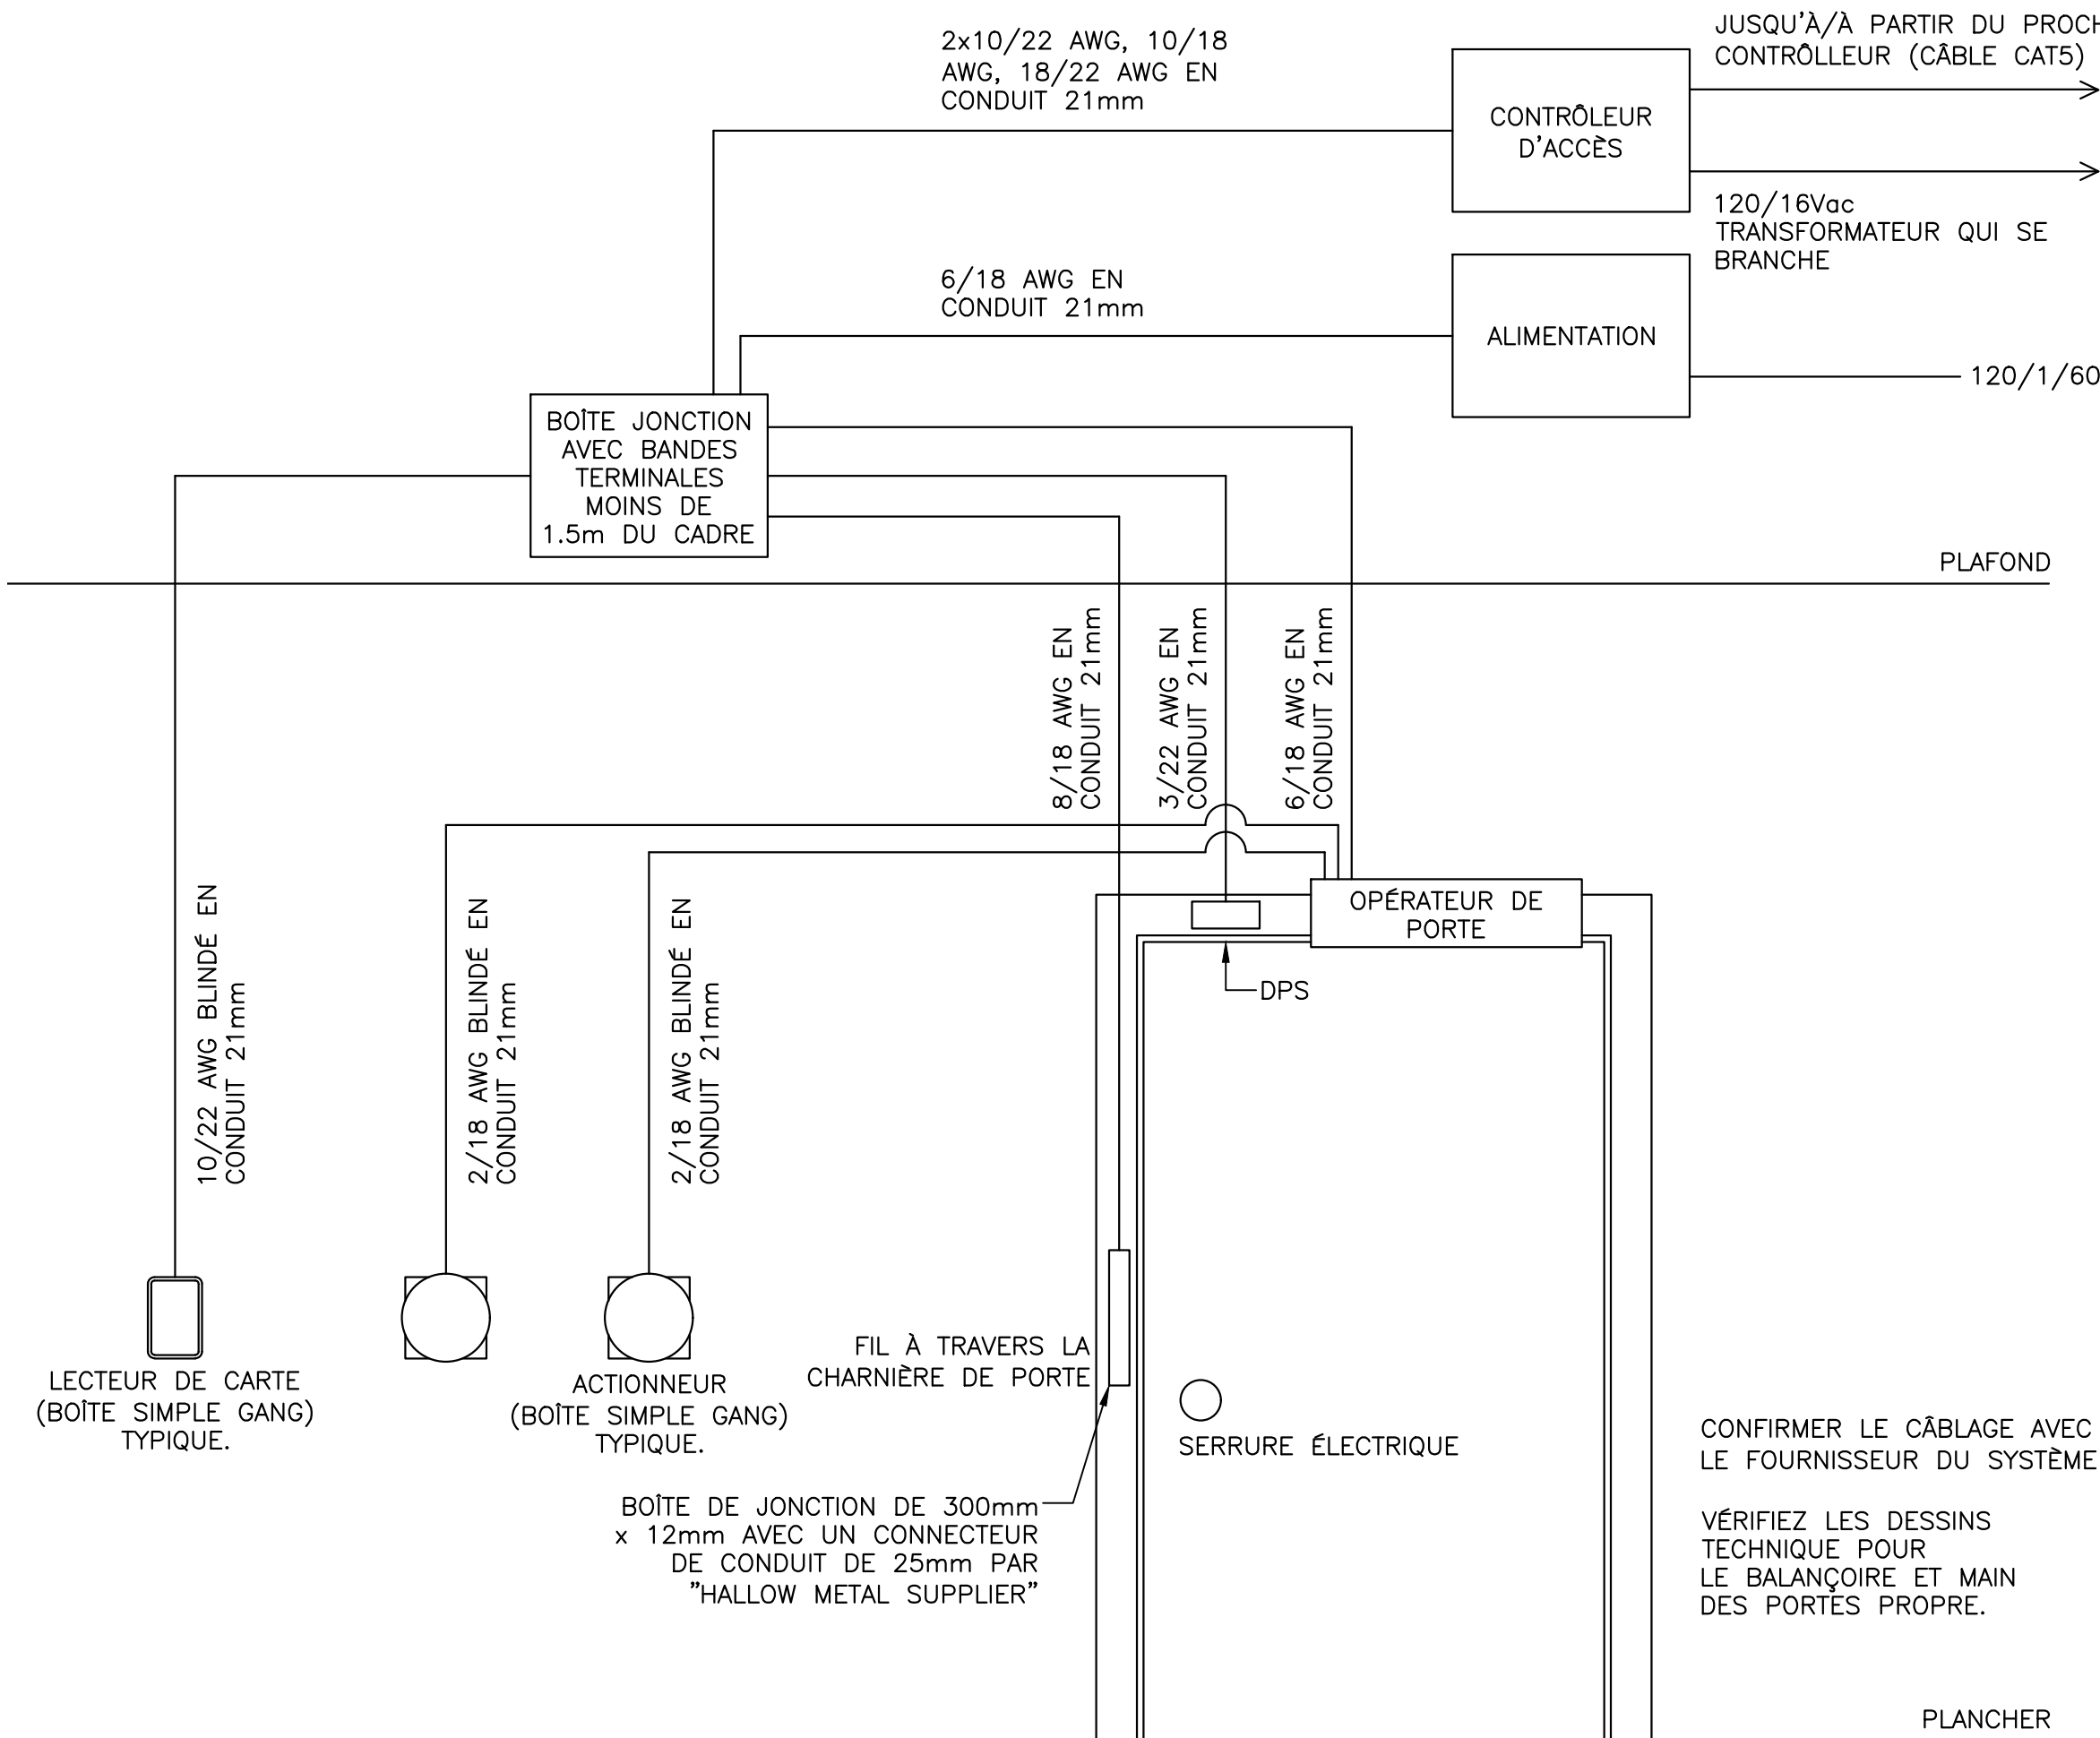 2x10/22 AWG, 10/18
AWG, 18/22 AWG EN
CONDUIT 21mm
JUSQU'À/À PARTIR DU PROCH
CONTRÔLLEUR (CÂBLE CAT5)
CONTRÔLEUR
D'ACCÈS
120/16Vac
TRANSFORMATEUR QUI SE
BRANCHE
6/18 AWG EN
CONDUIT 21mm
ALIMENTATION
120/1/60
BOÎTE JONCTION
AVEC BANDES
TERMINALES
MOINS DE
1.5m DU CADRE
PLAFOND
8/18 AWG EN
CONDUIT 21mm
3/22 AWG EN
CONDUIT 21mm
6/18 AWG EN
CONDUIT 21mm
10/22 AWG BLINDÉ EN
CONDUIT 21mm
2/18 AWG BLINDÉ EN
CONDUIT 21mm
2/18 AWG BLINDÉ EN
CONDUIT 21mm
OPÉRATEUR DE
PORTE
DPS
LECTEUR DE CARTE
(BOÎTE SIMPLE GANG)
TYPIQUE.
ACTIONNEUR
(BOÎTE SIMPLE GANG)
TYPIQUE.
FIL À TRAVERS LA
CHARNIÈRE DE PORTE
SERRURE ÉLECTRIQUE
BOÎTE DE JONCTION DE 300mm
x 12mm AVEC UN CONNECTEUR
DE CONDUIT DE 25mm PAR
"HALLOW METAL SUPPLIER"
CONFIRMER LE CÂBLAGE AVEC
LE FOURNISSEUR DU SYSTÈME
VÉRIFIEZ LES DESSINS
TECHNIQUE POUR
LE BALANÇOIRE ET MAIN
DES PORTES PROPRE.
PLANCHER